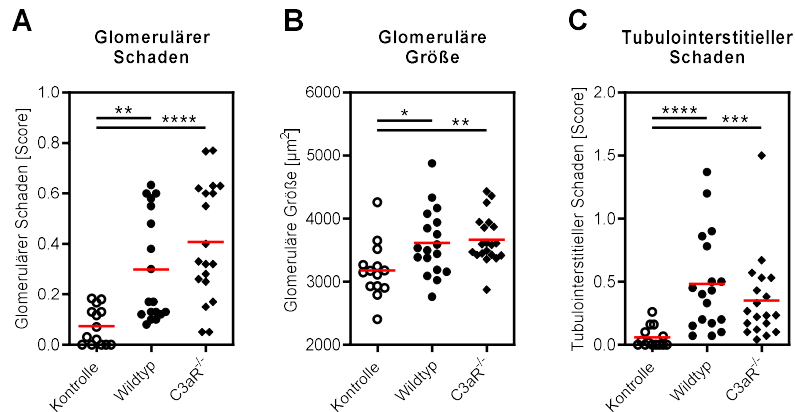 A
Glomerulärer
Schaden
Glomerulärer Schaden [Score]
1.0
0.8
0.6
0.4
0.2
0.0
**
****
Kontrolle
Wildtyp
C3aR-/-
B
Glomeruläre
Größe
Glomeruläre Größe [µm²]
6000
5000
4000
3000
2000
*
**
Kontrolle
Wildtyp
C3aR-/-
C
Tubulointerstitieller
Schaden
Tubulointerstitieller Schaden [Score]
2.0
1.5
1.0
0.5
0.0
****
***
Kontrolle
Wildtyp
C3aR-/-